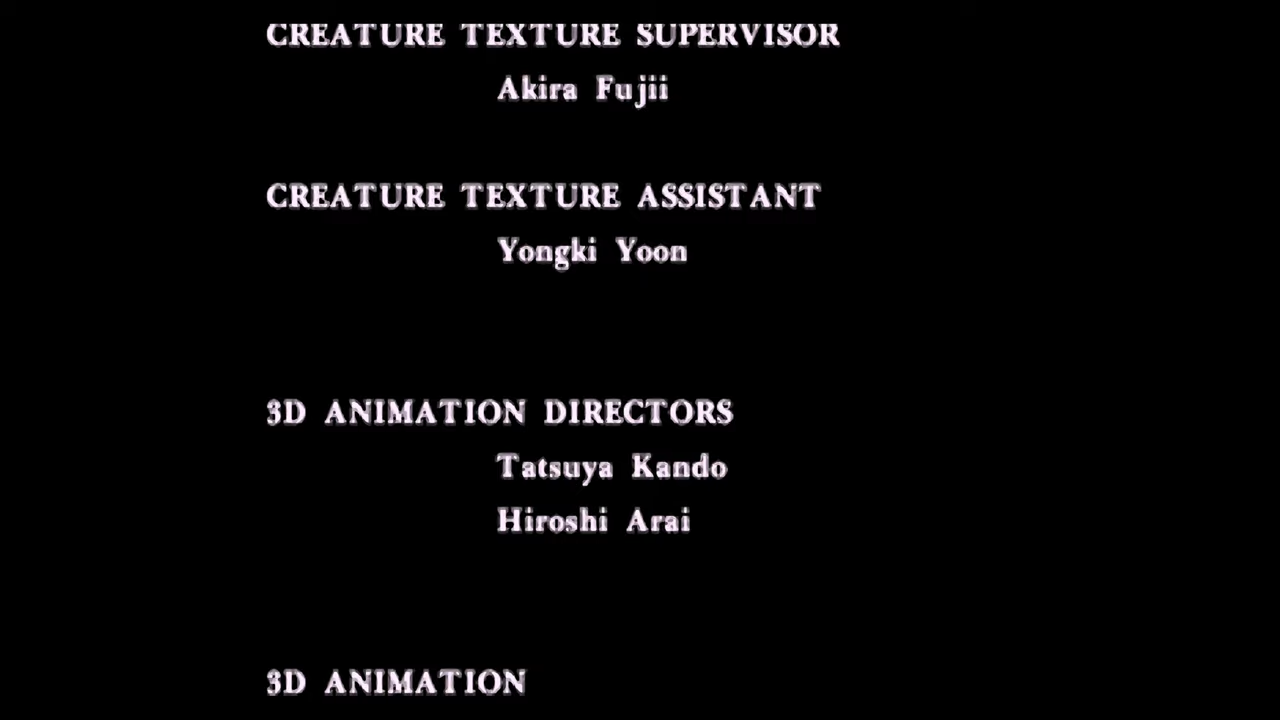 CREATURE TEXTURE SUPERVISOR
Akira Fujii
CREATURE TEXTURE ASSISTANT
Yongki Yoon
3D ANIMATION DIRECTORS
Tatsuya Kando
Hiroshi Arai
3D ANIMATION